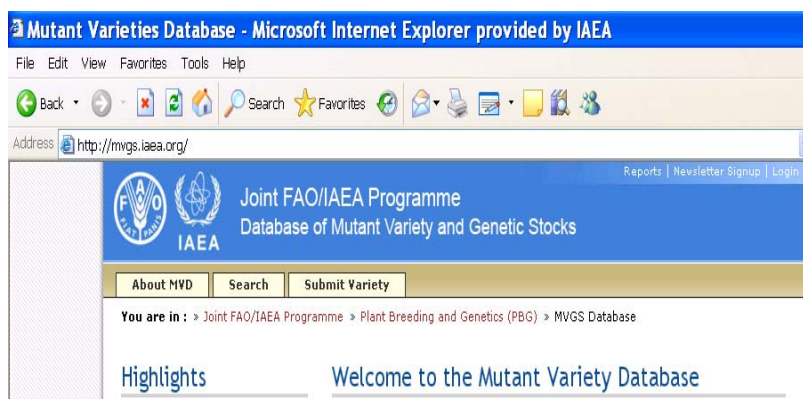 Mutant Varieties Database - Microsoft Internet Explorer provided by IAEA
File Edit View Favorites Tools Help
Back Search Favorites
Address http://mvgs.iaea.org/
Reports | Newsletter Signup | Login
FAO
FIAT PANIS
IAEA
Joint FAO/IAEA Programme
Database of Mutant Variety and Genetic Stocks
About MVD Search Submit Variety
You are in : » Joint FAO/IAEA Programme » Plant Breeding and Genetics (PBG) » MVGS Database
Highlights Welcome to the Mutant Variety Database